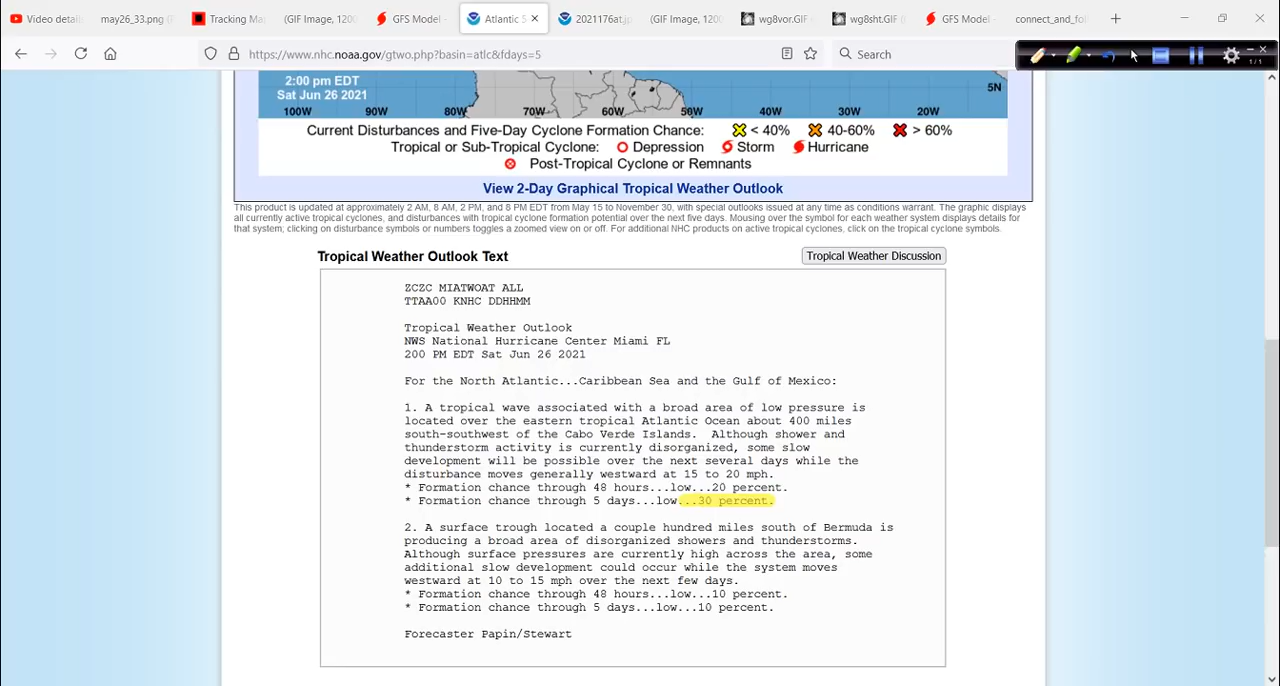 Video detai
may26_33.png (
Tracking Ma
(GIF Image, 120
GFS Model -
Atlantic 5
2021176at.jp
(GIF Image, 1200
wg8vor.GIF
wg8sht.GIF (
GFS Model -
connect_and_fol
https://www.nhc.noaa.gov/gtwo.php?basin=atlc&fdays=5
Search
1/1
2:00 pm EDT
Sat Jun 26 2021
5N
100W 90W 80W 70W 60W 50W 40W 30W 20W
Current Disturbances and Five-Day Cyclone Formation Chance: < 40% 40-60% > 60%
Tropical or Sub-Tropical Cyclone: Depression Storm Hurricane
Post-Tropical Cyclone or Remnants
View 2-Day Graphical Tropical Weather Outlook
This product is updated at approximately 2 AM, 8 AM, 2 PM, and 8 PM EDT from May 15 to November 30, with special outlooks issued at any time as conditions warrant. The graphic displays
all currently active tropical cyclones, and disturbances with tropical cyclone formation potential over the next five days. Mousing over the symbol for each weather system displays details for
that system; clicking on disturbance symbols or numbers toggles a zoomed view on or off. For additional NHC products on active tropical cyclones, click on the tropical cyclone symbols.
Tropical Weather Outlook Text
Tropical Weather Discussion
ZCZC MIATWOAT ALL
TTAA00 KNHC DDHHMM
Tropical Weather Outlook
NWS National Hurricane Center Miami FL
200 PM EDT Sat Jun 26 2021
For the North Atlantic...Caribbean Sea and the Gulf of Mexico:
1. A tropical wave associated with a broad area of low pressure is
located over the eastern tropical Atlantic Ocean about 400 miles
south-southwest of the Cabo Verde Islands. Although shower and
thunderstorm activity is currently disorganized, some slow
development will be possible over the next several days while the
disturbance moves generally westward at 15 to 20 mph.
* Formation chance through 48 hours...low...20 percent.
* Formation chance through 5 days...low...30 percent.
2. A surface trough located a couple hundred miles south of Bermuda is
producing a broad area of disorganized showers and thunderstorms.
Although surface pressures are currently high across the area, some
additional slow development could occur while the system moves
westward at 10 to 15 mph over the next few days.
* Formation chance through 48 hours...low...10 percent.
* Formation chance through 5 days...low...10 percent.
Forecaster Papin/Stewart